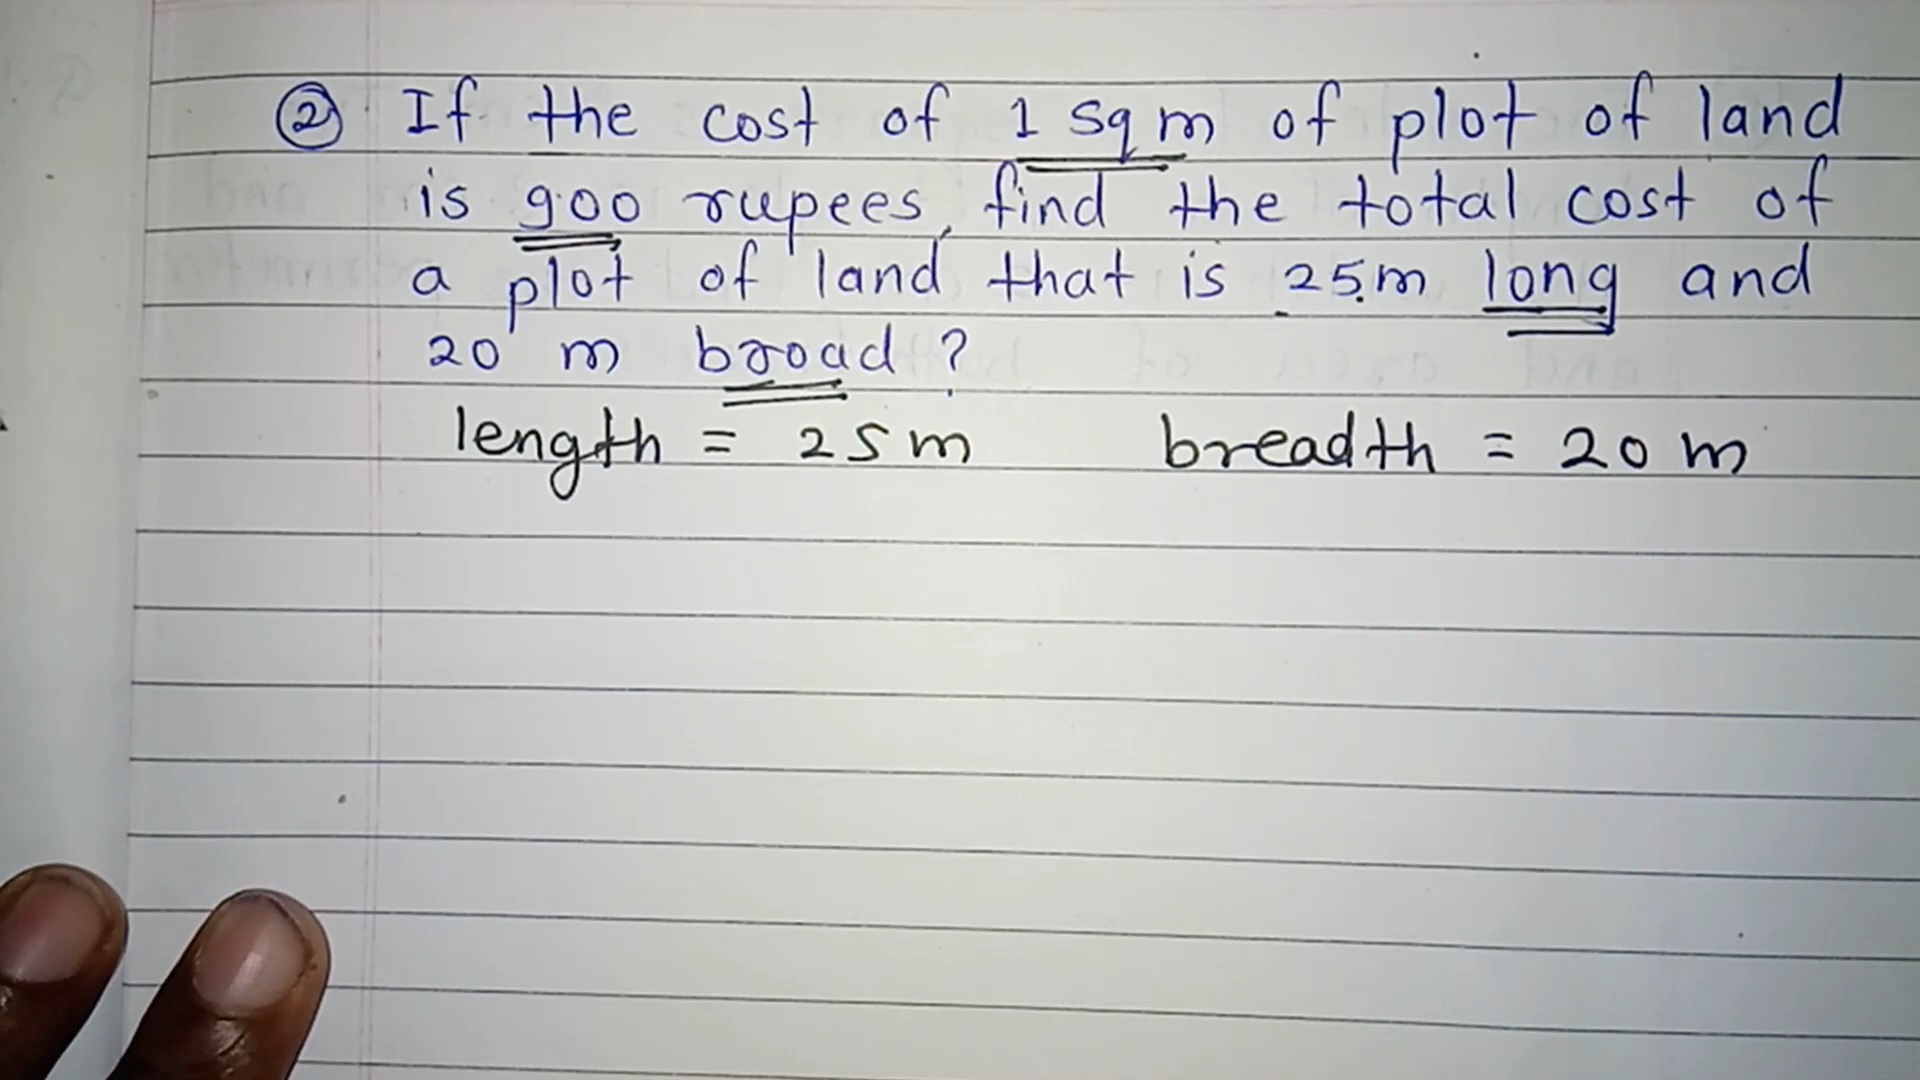 ② If the cost of 1 sq m of plot of land
is 900 rupees, find the total cost of
a plot of land that is 25m long and
20 m broad?
length = 25 m breadth = 20 m